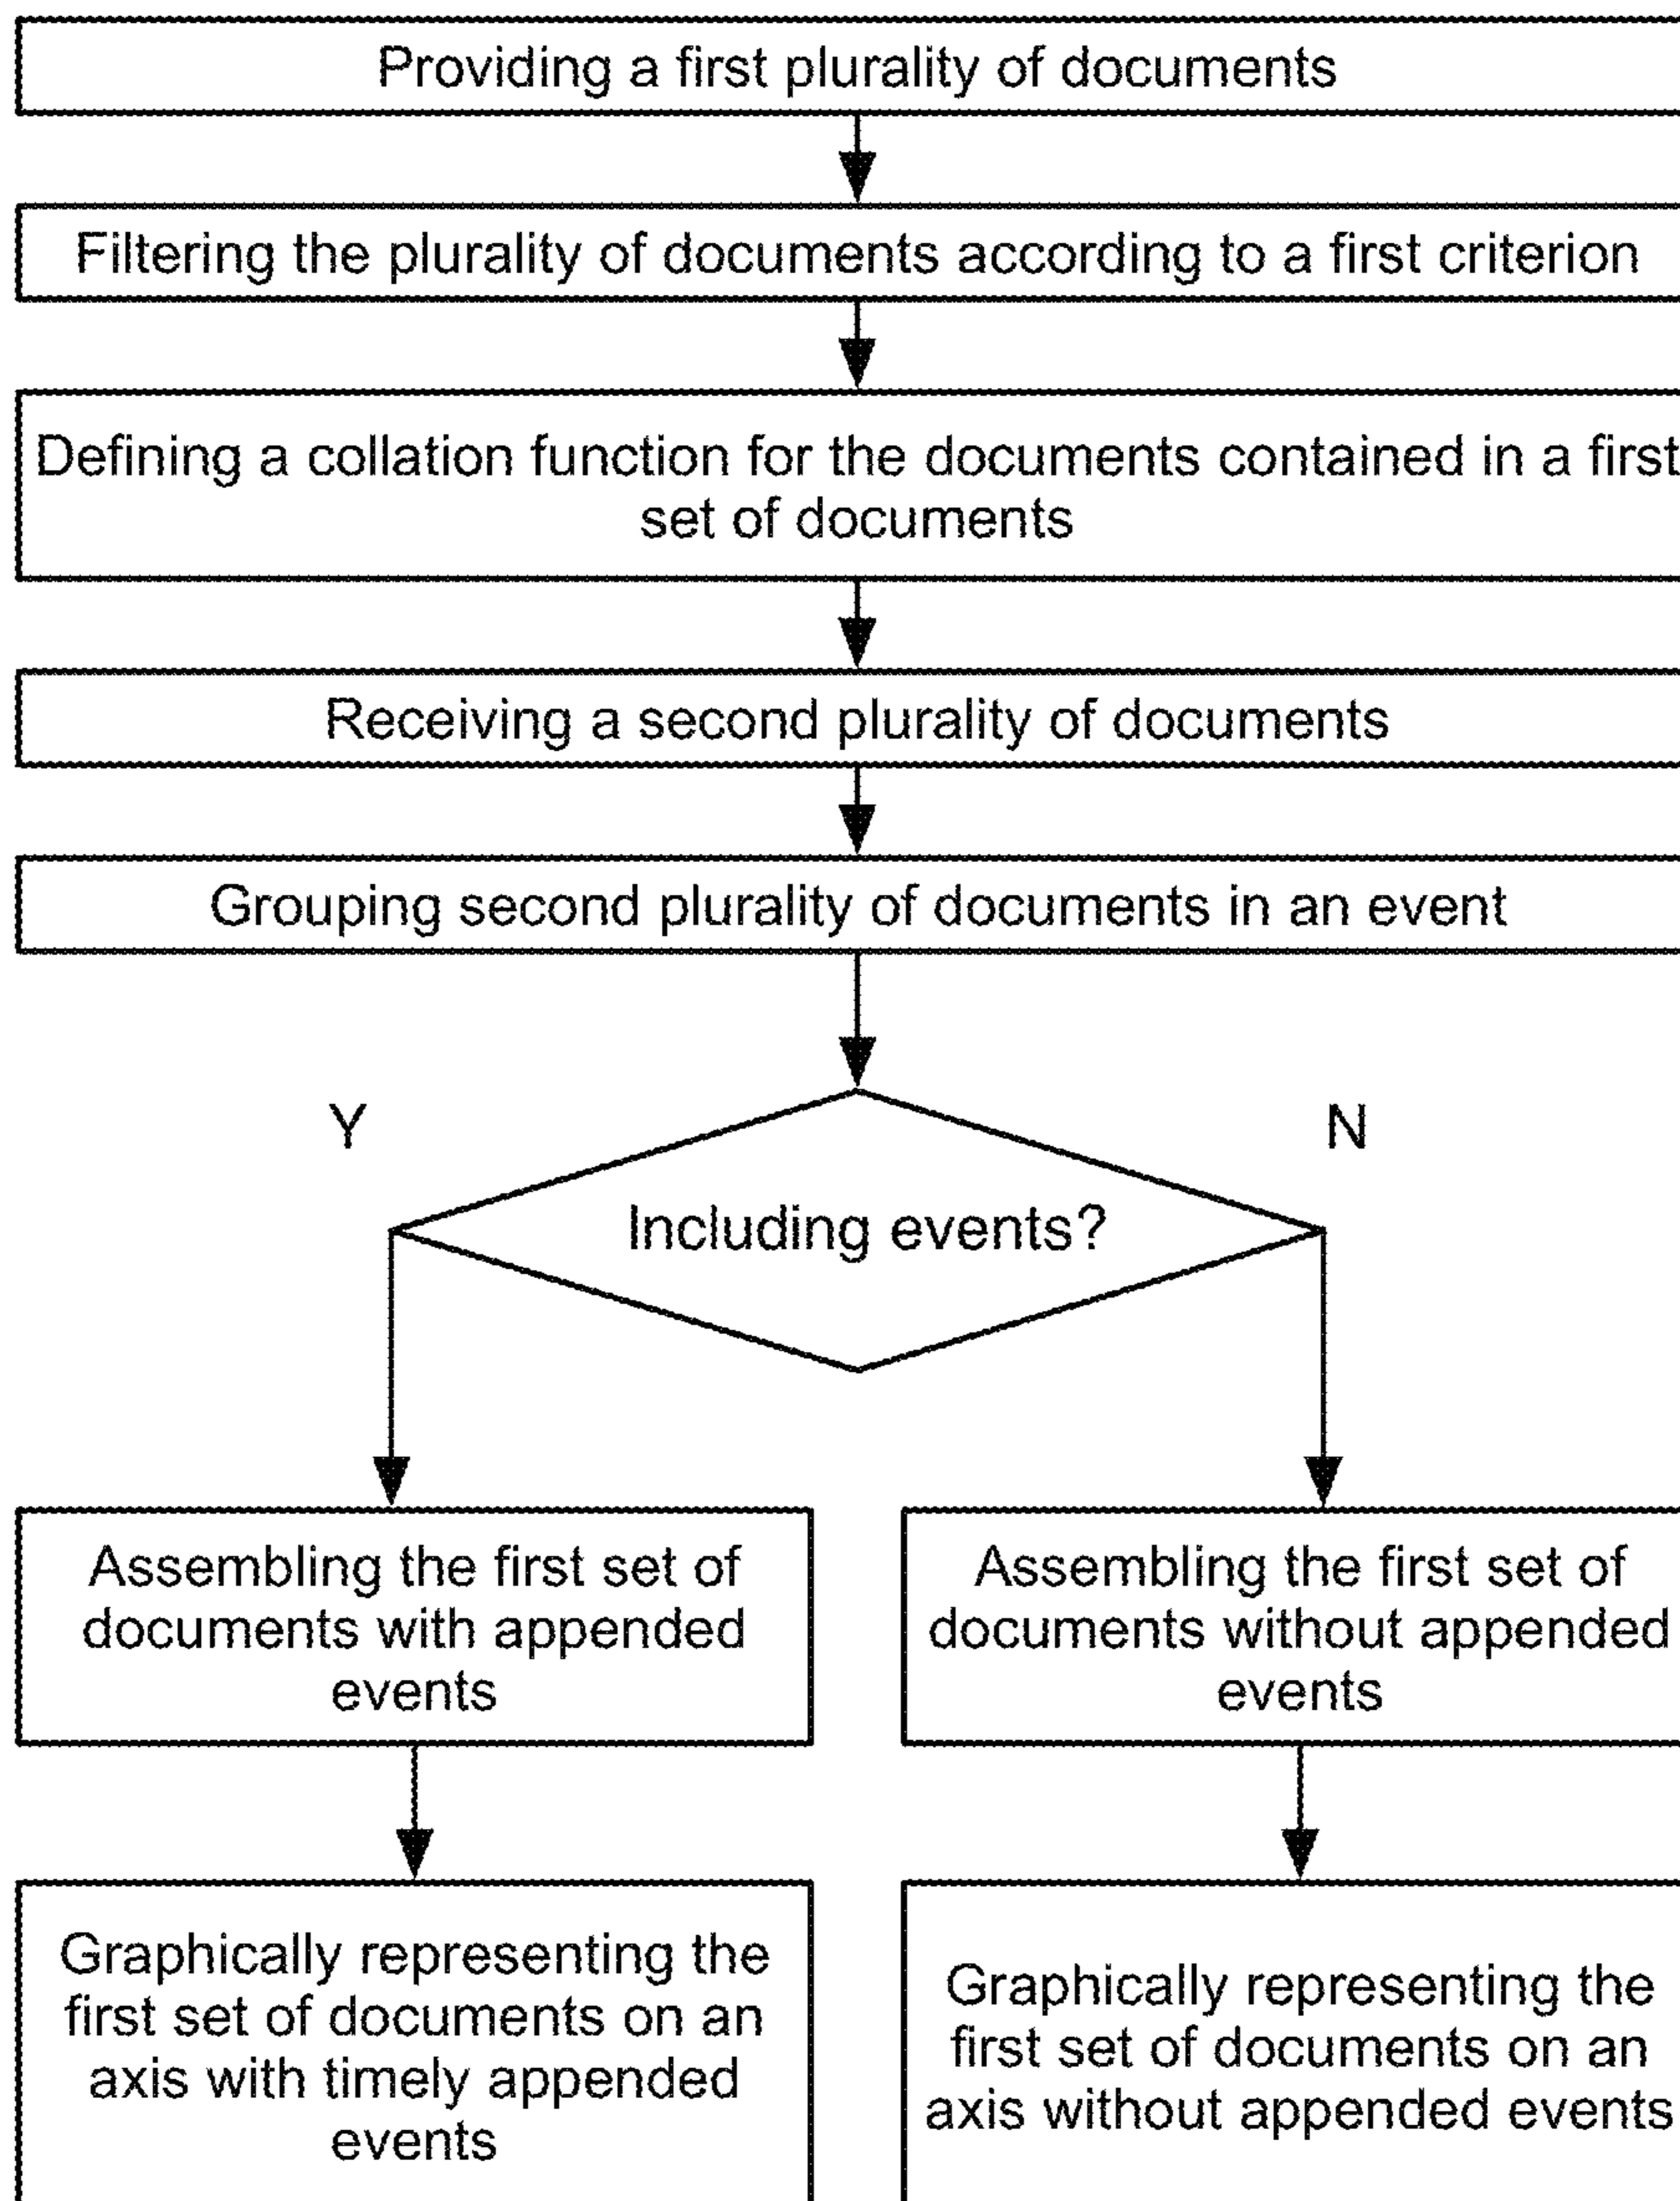 Providing a first plurality of documents
Filtering the plurality of documents according to a first criterion
Defining a collation function for the documents contained in a first
set of documents
Receiving a second plurality of documents
Grouping second plurality of documents in an event
Y
N
Including events?
Assembling the first set of
documents with appended
events
Assembling the first set of
documents without appended
events
Graphically representing the
first set of documents on an
axis with timely appended
events
Graphically representing the
first set of documents on an
axis without appended events